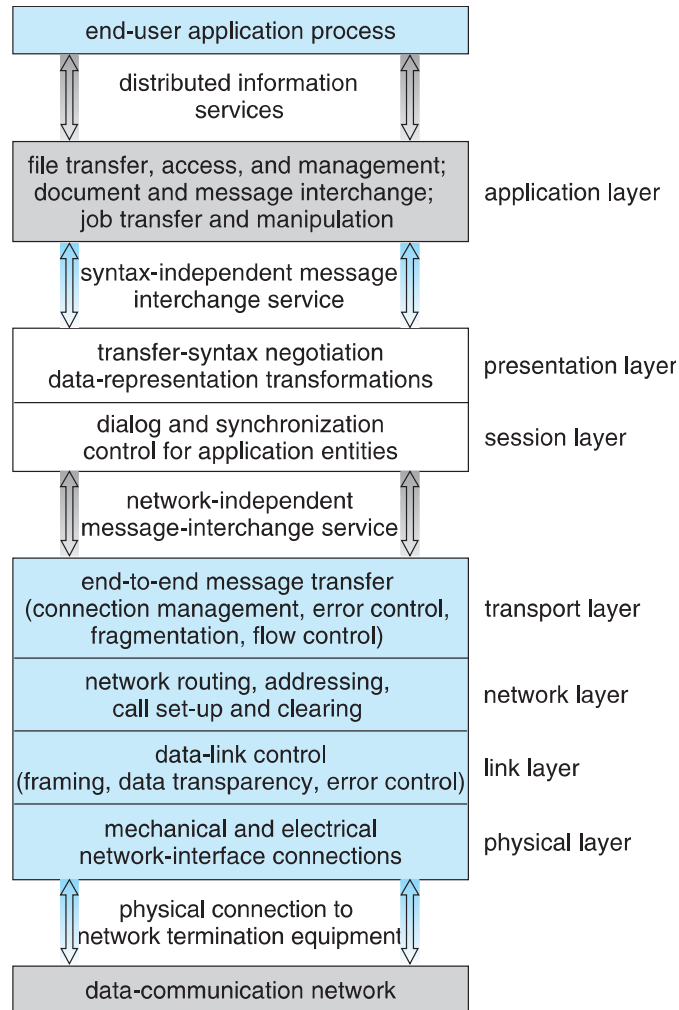 end-user application process
distributed information
services
file transfer, access, and management;
document and message interchange;
job transfer and manipulation
application layer
syntax-independent message
interchange service
transfer-syntax negotiation
data-representation transformations
presentation layer
dialog and synchronization
control for application entities
session layer
network-independent
message-interchange service
end-to-end message transfer
(connection management, error control,
fragmentation, flow control)
transport layer
network routing, addressing,
call set-up and clearing
network layer
data-link control
(framing, data transparency, error control)
link layer
mechanical and electrical
network-interface connections
physical layer
physical connection to
network termination equipment
data-communication network